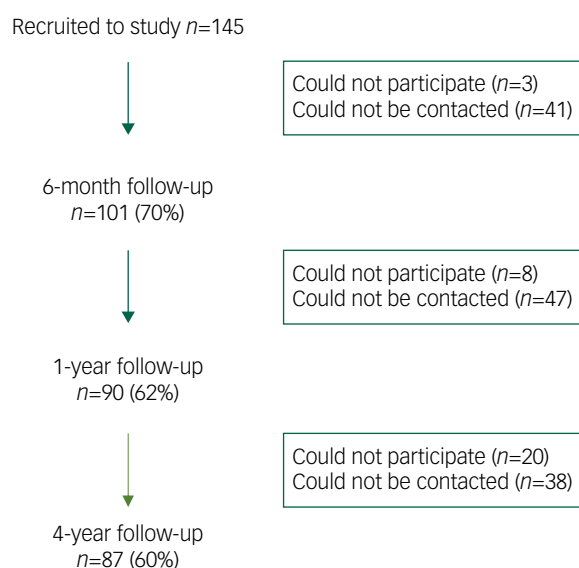 Recruited to study n=145
Could not participate (n=3)
Could not be contacted (n=41)
6-month follow-up
n=101 (70%)
Could not participate (n=8)
Could not be contacted (n=47)
1-year follow-up
n=90 (62%)
Could not participate (n=20)
Could not be contacted (n=38)
4-year follow-up
n=87 (60%)